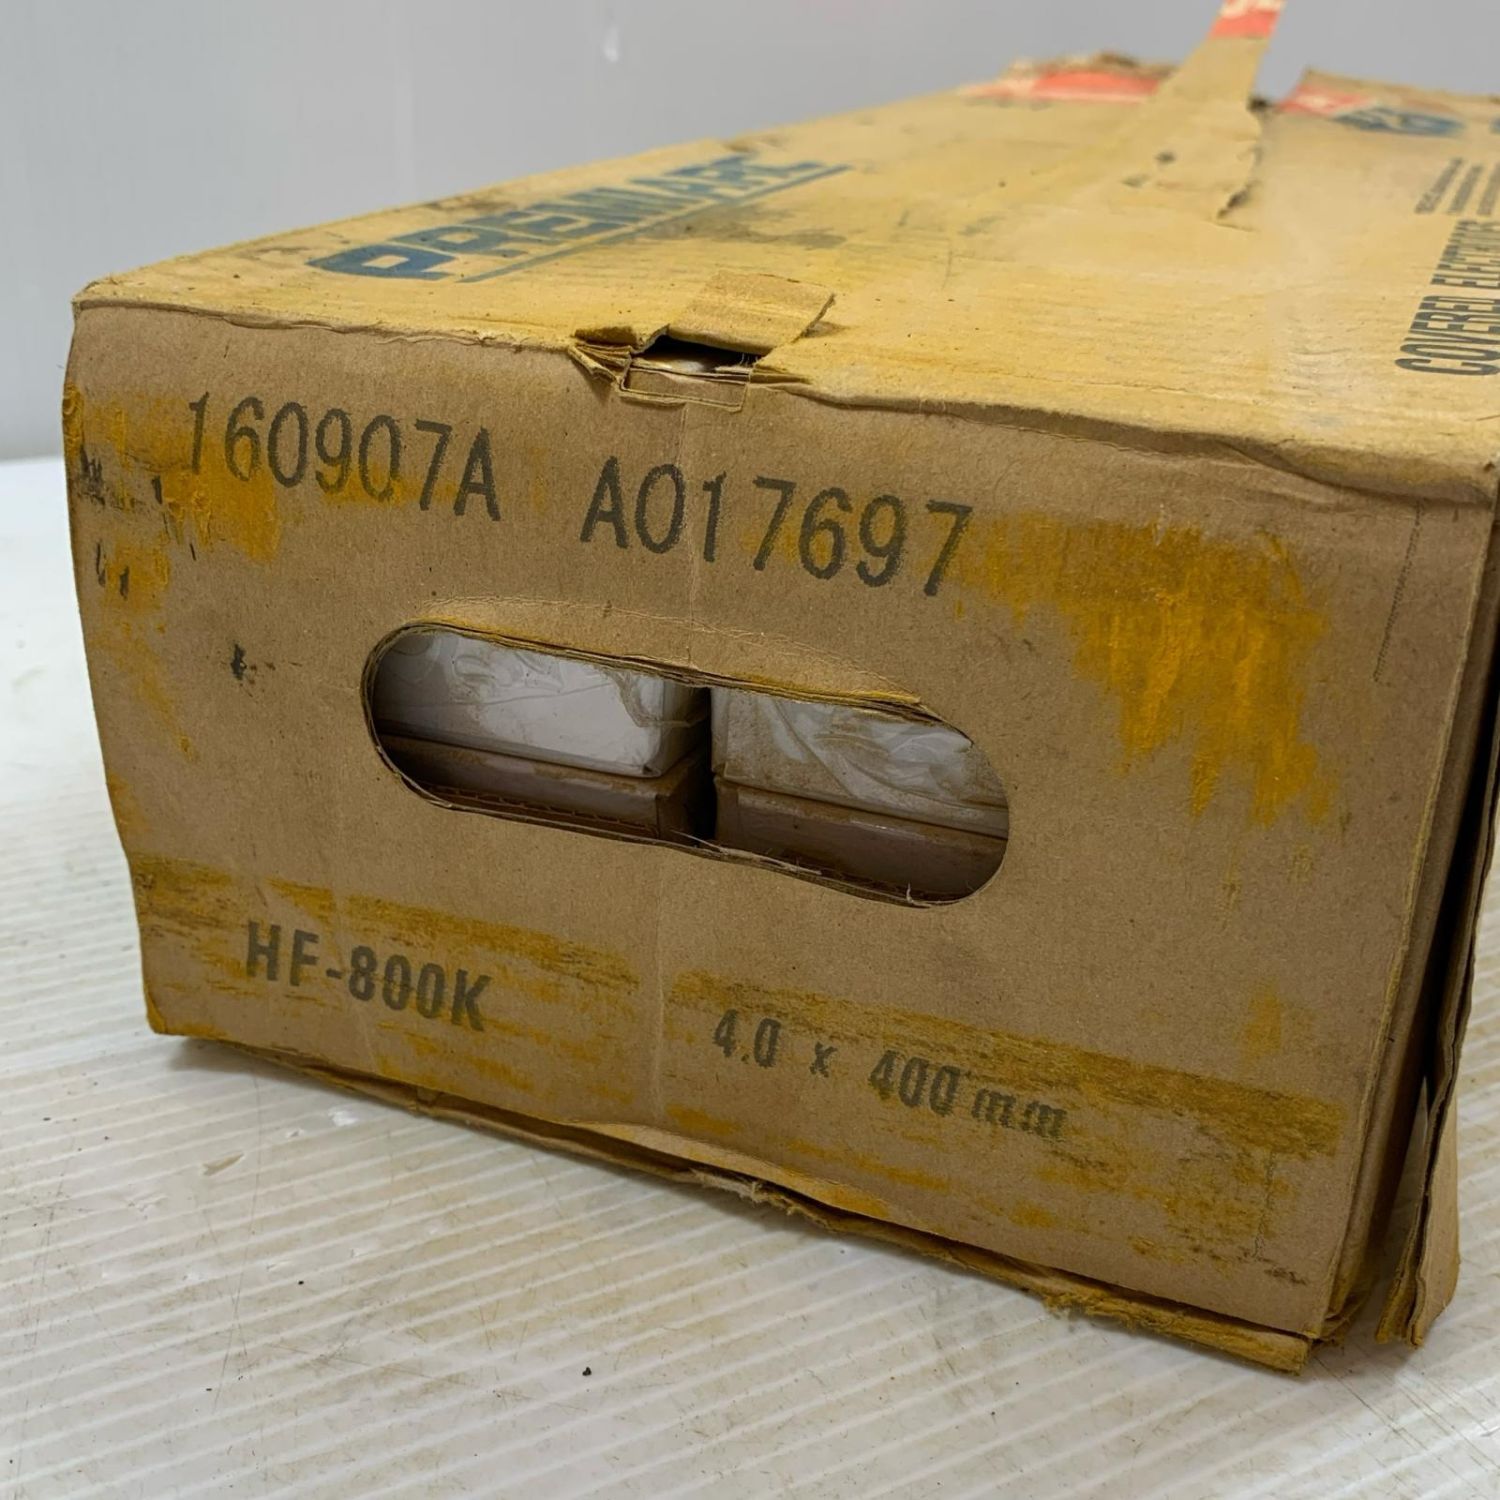 PREMIARC
COVERED ELECTRODES
160907A A017697
HF-800K 4.0 x 400 mm